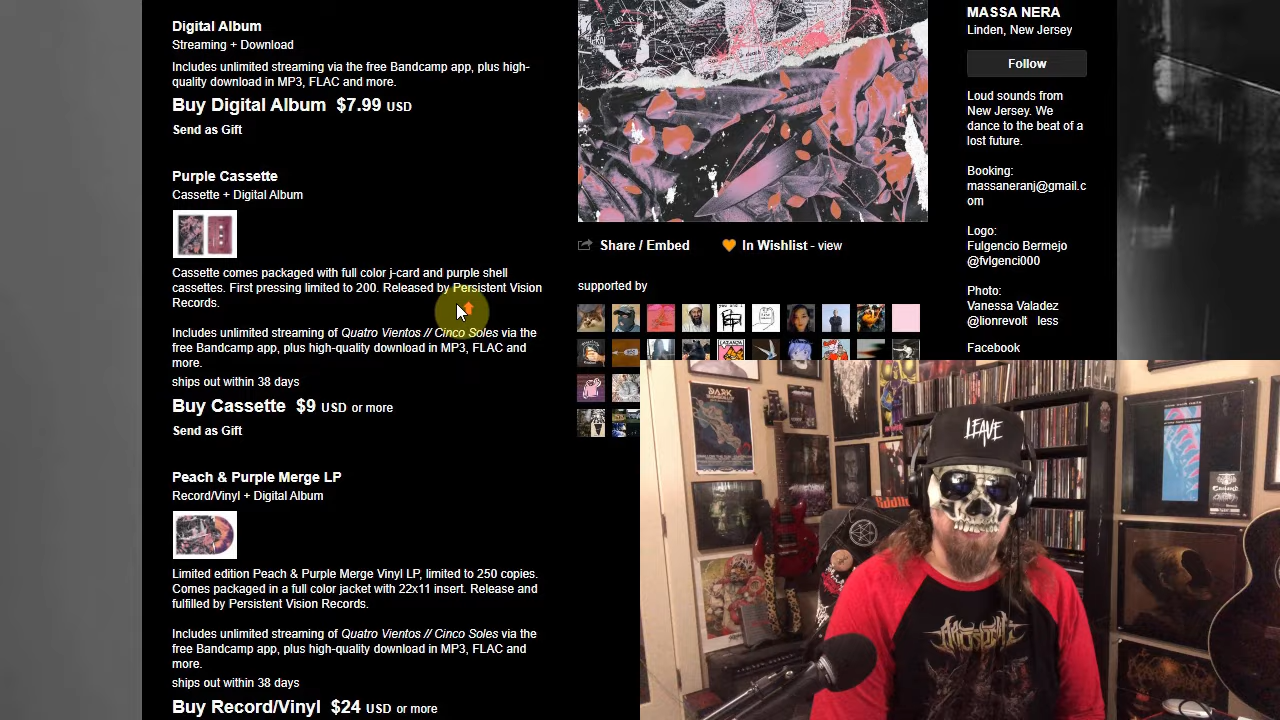 Digital Album
Streaming + Download
Includes unlimited streaming via the free Bandcamp app, plus high-
quality download in MP3, FLAC and more.
Buy Digital Album $7.99 USD
Send as Gift
Purple Cassette
Cassette + Digital Album
Cassette comes packaged with full color j-card and purple shell
cassettes. First pressing limited to 200. Released by Persistent Vision
Records.
Includes unlimited streaming of Quatro Vientos // Cinco Soles via the
free Bandcamp app, plus high-quality download in MP3, FLAC and
more.
ships out within 38 days
Buy Cassette $9 USD or more
Send as Gift
Peach & Purple Merge LP
Record/Vinyl + Digital Album
Limited edition Peach & Purple Merge Vinyl LP, limited to 250 copies.
Comes packaged in a full color jacket with 22x11 insert. Release and
fulfilled by Persistent Vision Records.
Includes unlimited streaming of Quatro Vientos // Cinco Soles via the
free Bandcamp app, plus high-quality download in MP3, FLAC and
more.
ships out within 38 days
Buy Record/Vinyl $24 USD or more
Share / Embed
In Wishlist - view
supported by
MASSA NERA
Linden, New Jersey
Follow
Loud sounds from
New Jersey. We
dance to the beat of a
lost future.
Booking:
massaneranj@gmail.c
om
Logo:
Fulgencio Bermejo
@fvlgenci000
Photo:
Vanessa Valadez
@lionrevolt less
Facebook
LEAVE